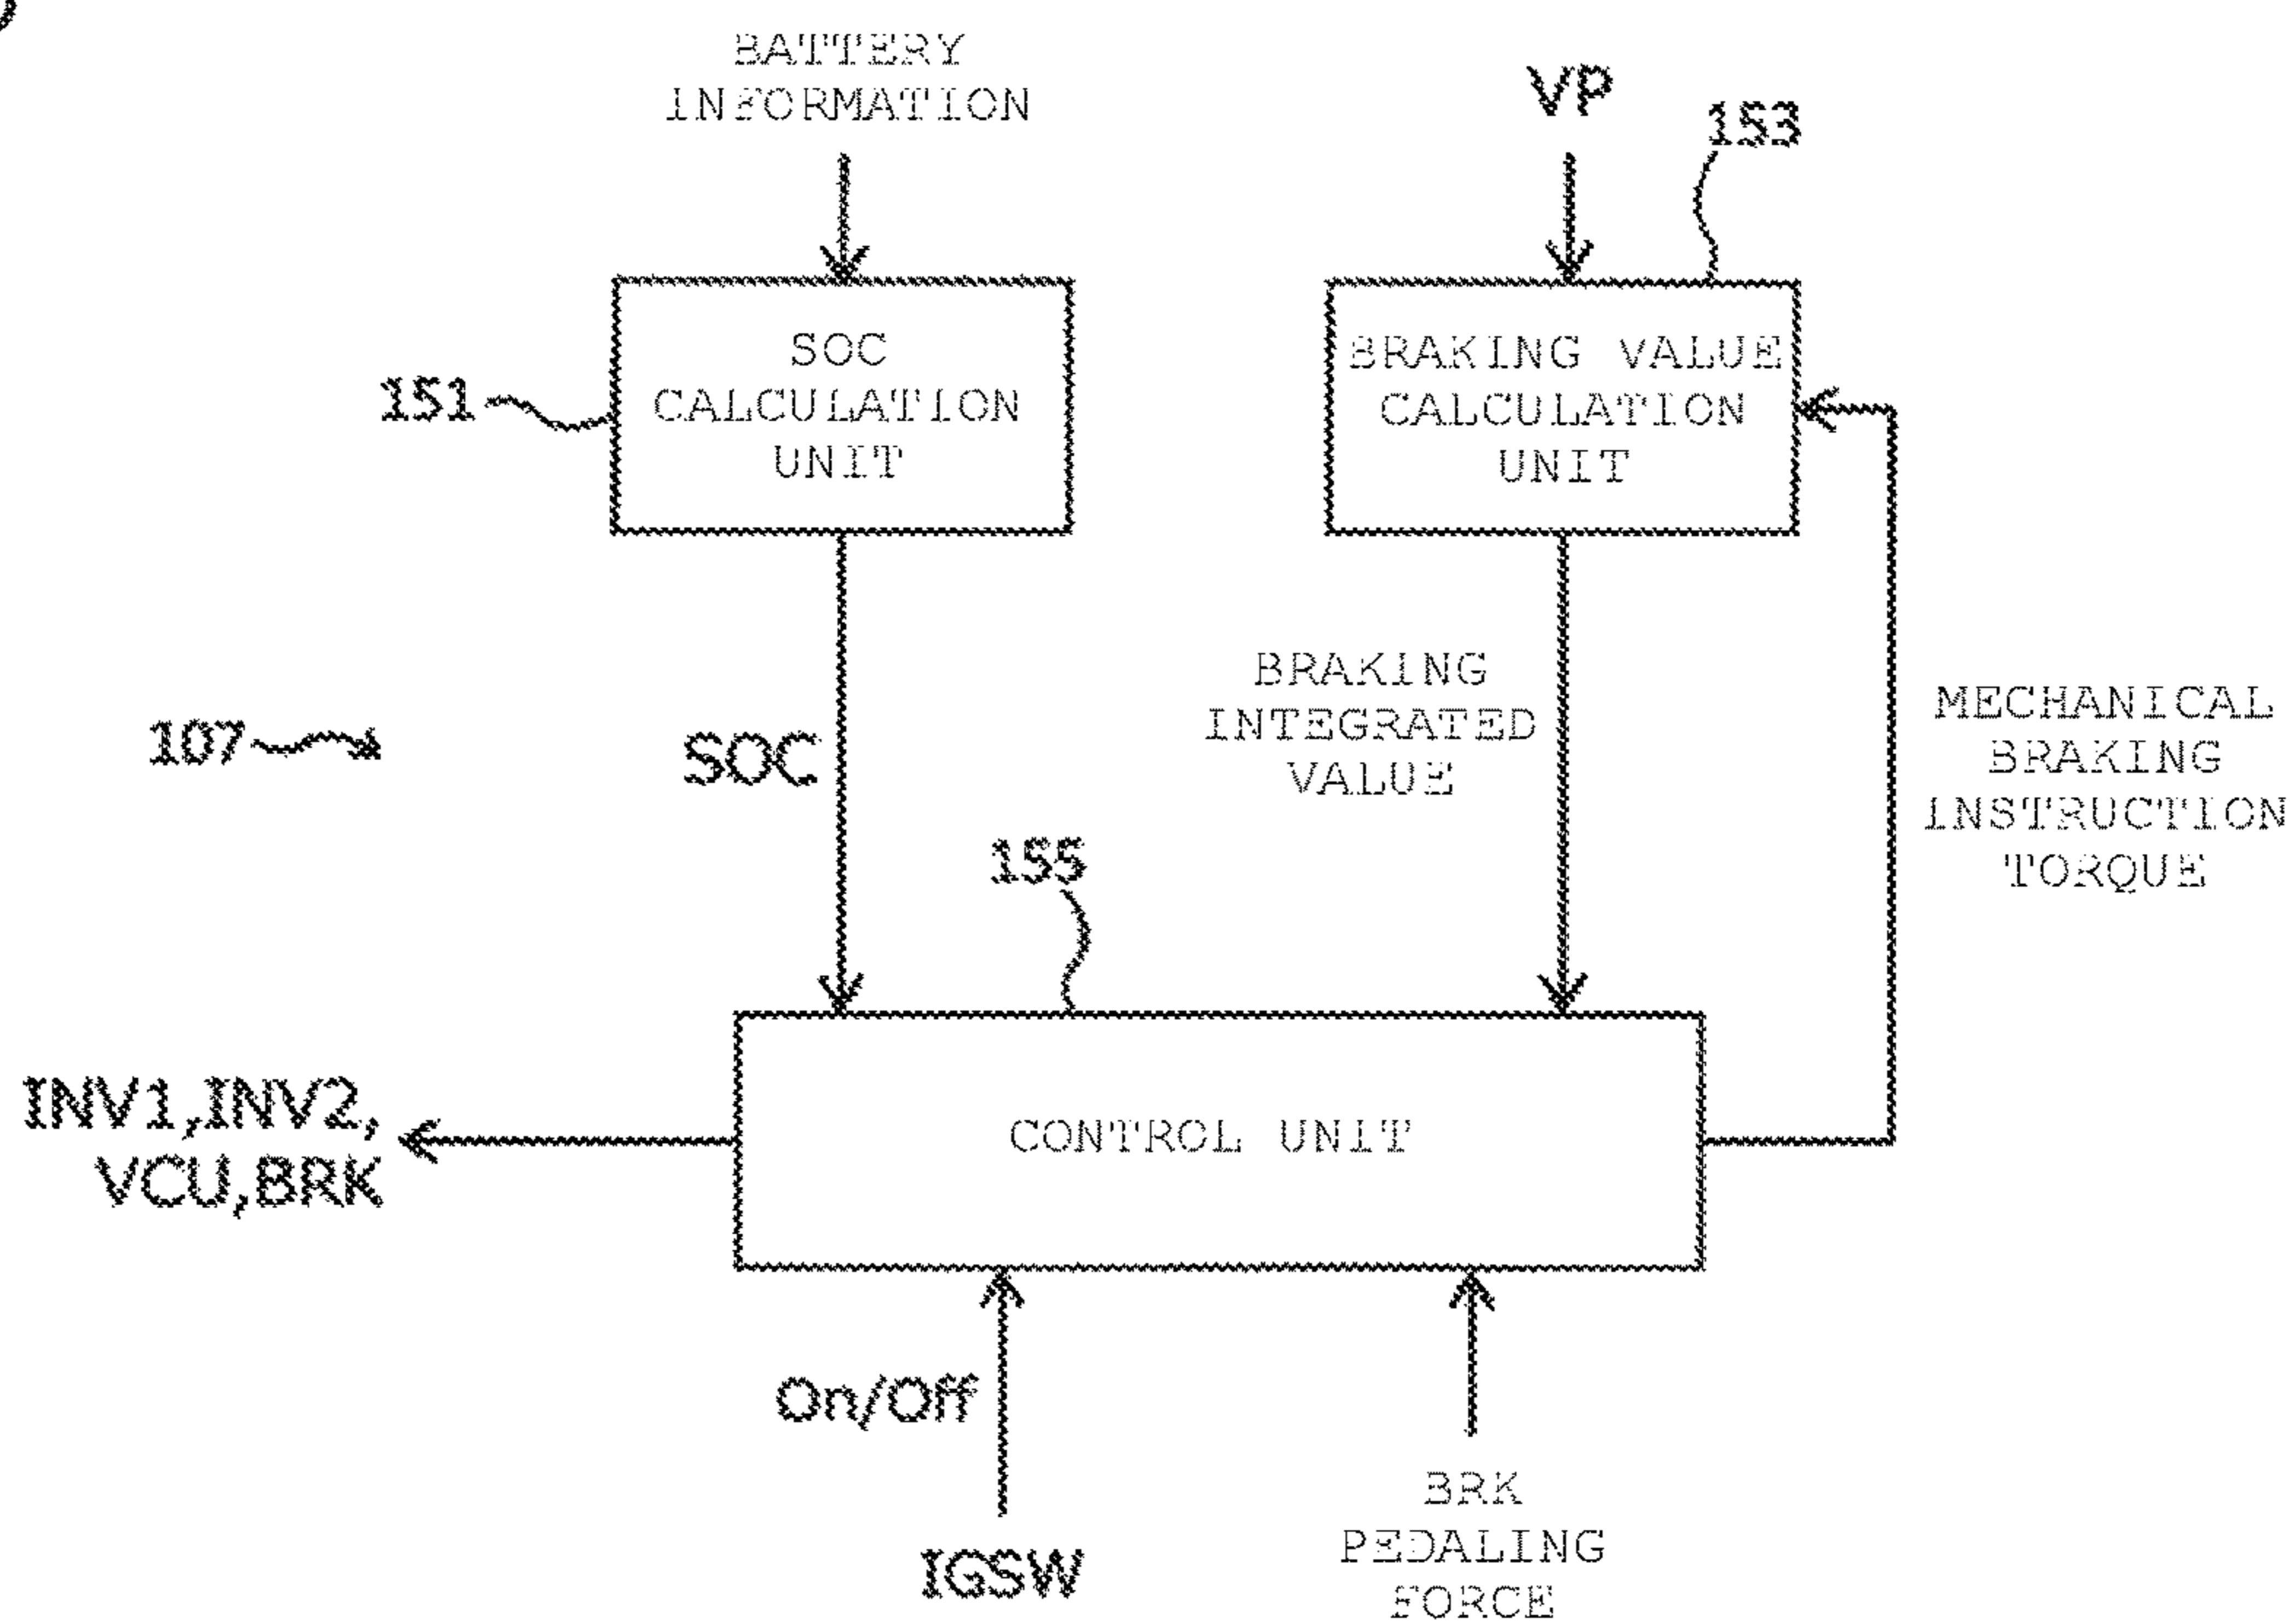 BATTERY
INFORMATION
VP
153
SOC
CALCULATION
UNIT
151
BRAKING VALUE
CALCULATION
UNIT
BRAKING
INTEGRATED
VALUE
MECHANICAL
BRAKING
INSTRUCTION
TORQUE
107
SOC
155
INV1,INV2,
VCU,BRK
CONTROL UNIT
On/Off
IGSW
BRK
PEDALING
FORCE